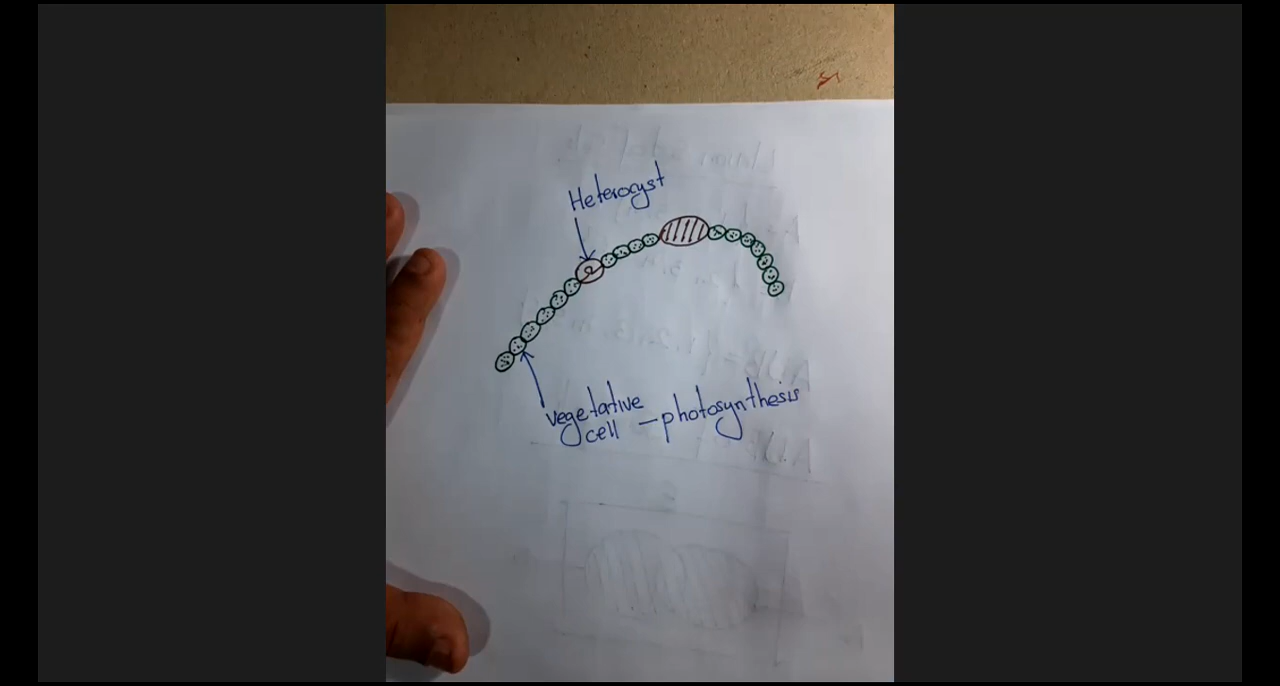 Heterocyst
vegetative
cell – photosynthesis